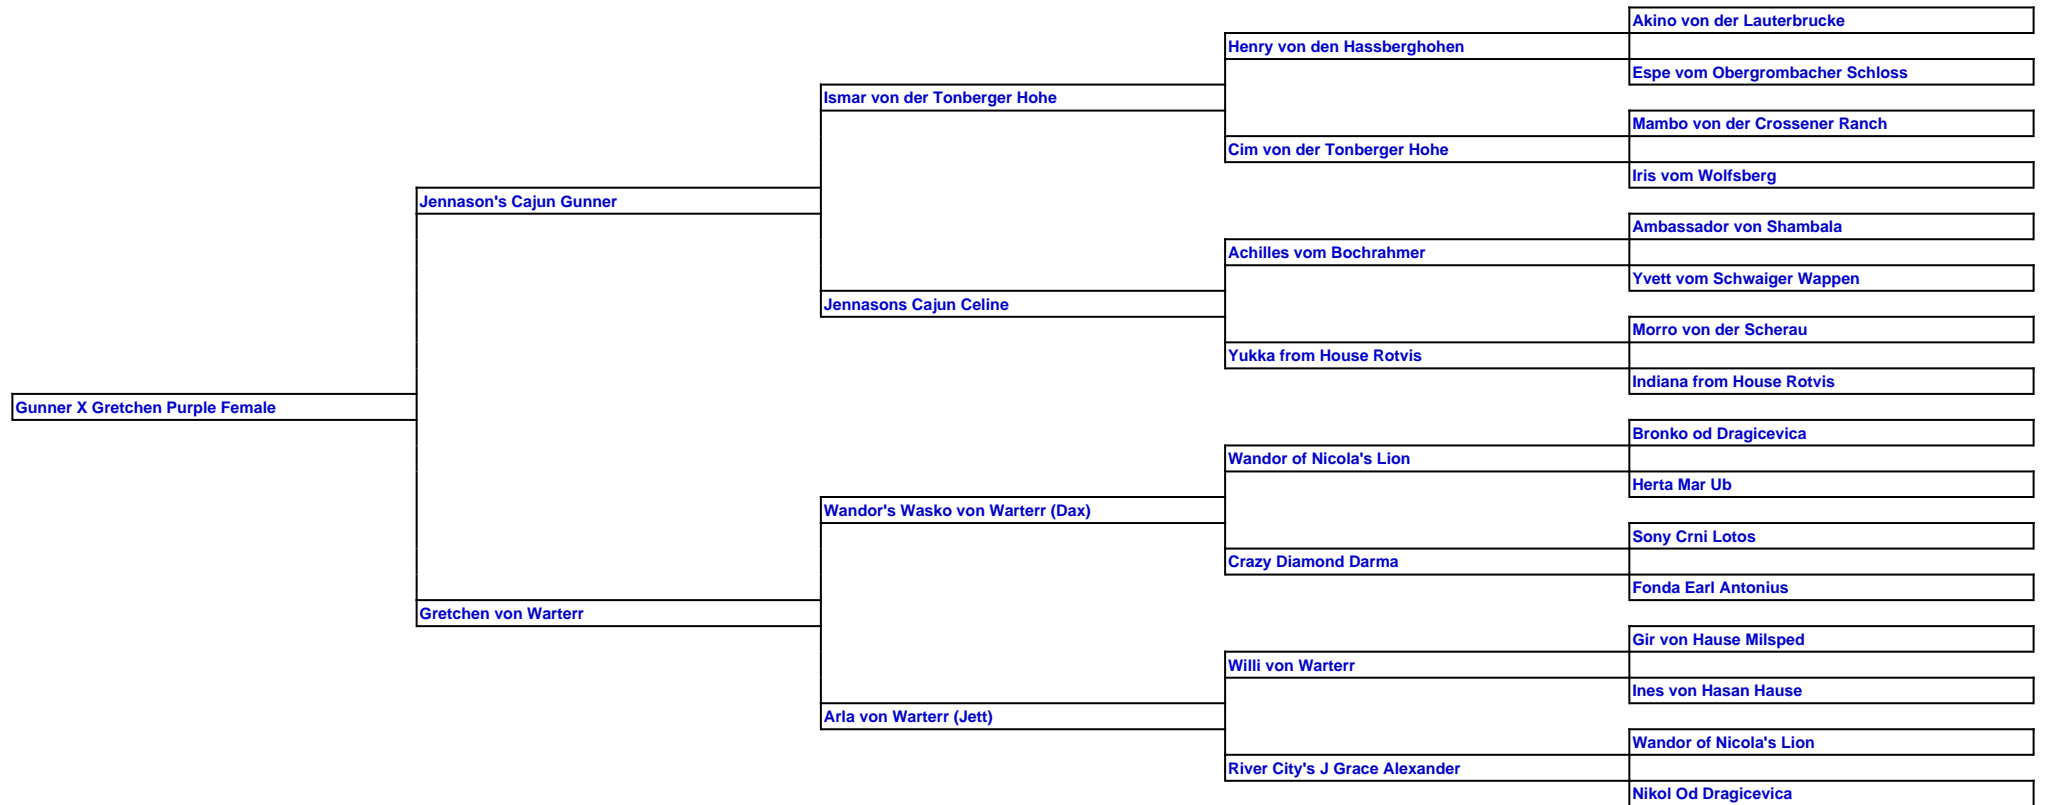 Akino von der Lauterbrucke
Henry von den Hassberghohen
Espe vom Obergrombacher Schloss
Ismar von der Tonberger Hohe
Mambo von der Crossener Ranch
Cim von der Tonberger Hohe
Iris vom Wolfsberg
Jennason's Cajun Gunner
Ambassador von Shambala
Achilles vom Bochrahmer
Yvett vom Schwaiger Wappen
Jennasons Cajun Celine
Morro von der Scherau
Yukka from House Rotvis
Indiana from House Rotvis
Gunner X Gretchen Purple Female
Bronko od Dragicevica
Wandor of Nicola's Lion
Herta Mar Ub
Wandor's Wasko von Warterr (Dax)
Sony Crni Lotos
Crazy Diamond Darma
Fonda Earl Antonius
Gretchen von Warterr
Gir von Hause Milsped
Willi von Warterr
Ines von Hasan Hause
Arla von Warterr (Jett)
Wandor of Nicola's Lion
River City's J Grace Alexander
Nikol Od Dragicevica